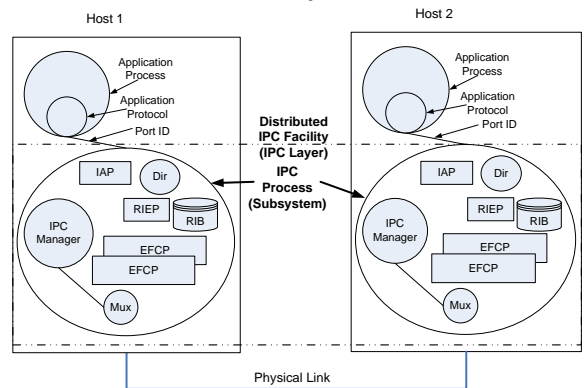 Host 1
Application
Process
Application
Protocol
Port ID
IAP
Dir
RIEP
RIB
IPC
Manager
EFCP
EFCP
Mux
Distributed
IPC Facility
(IPC Layer)
IPC
Process
(Subsystem)
Host 2
Application
Process
Application
Protocol
Port ID
IAP
Dir
RIEP
RIB
IPC
Manager
EFCP
EFCP
Mux
Physical Link